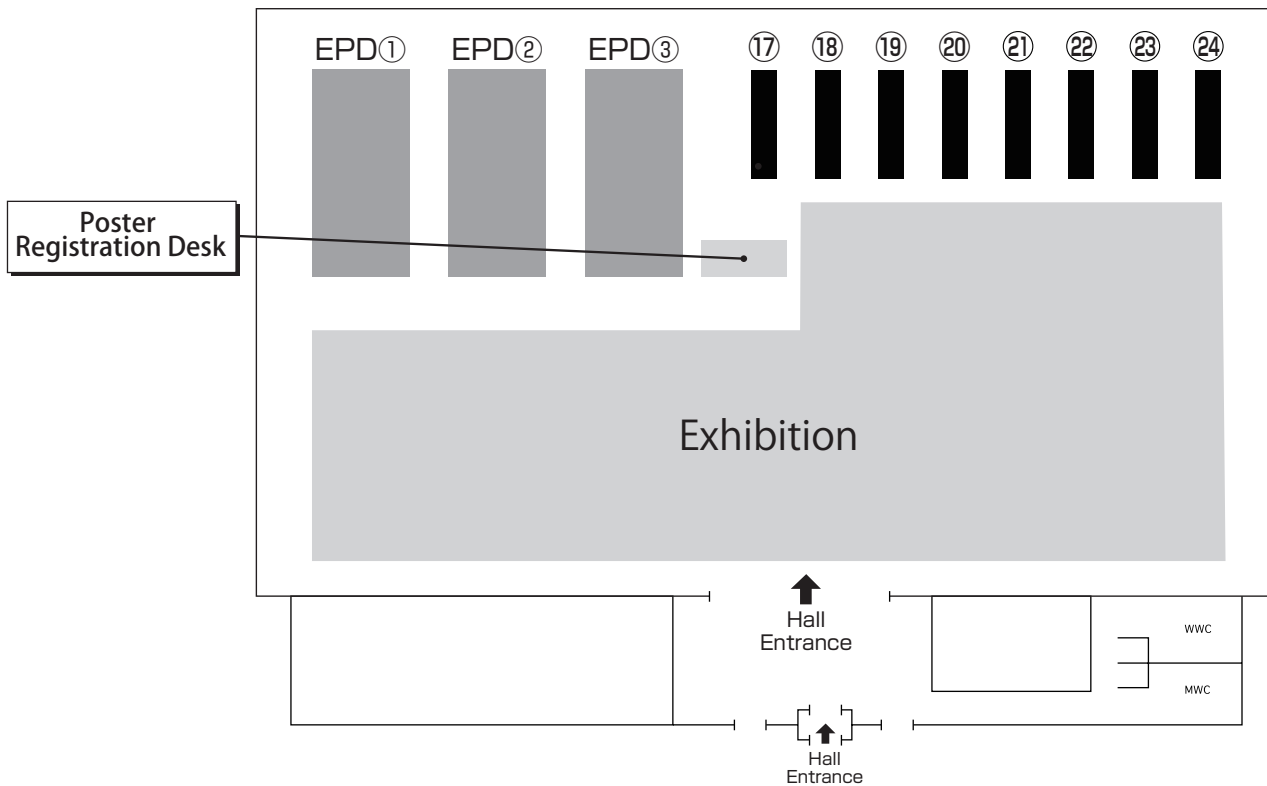 EPD① EPD② EPD③ ⑰ ⑱ ⑲ ⑳ ㉑ ㉒ ㉓ ㉔
Poster
Registration Desk
Exhibition
Hall
Entrance
WWC
MWC
Hall
Entrance